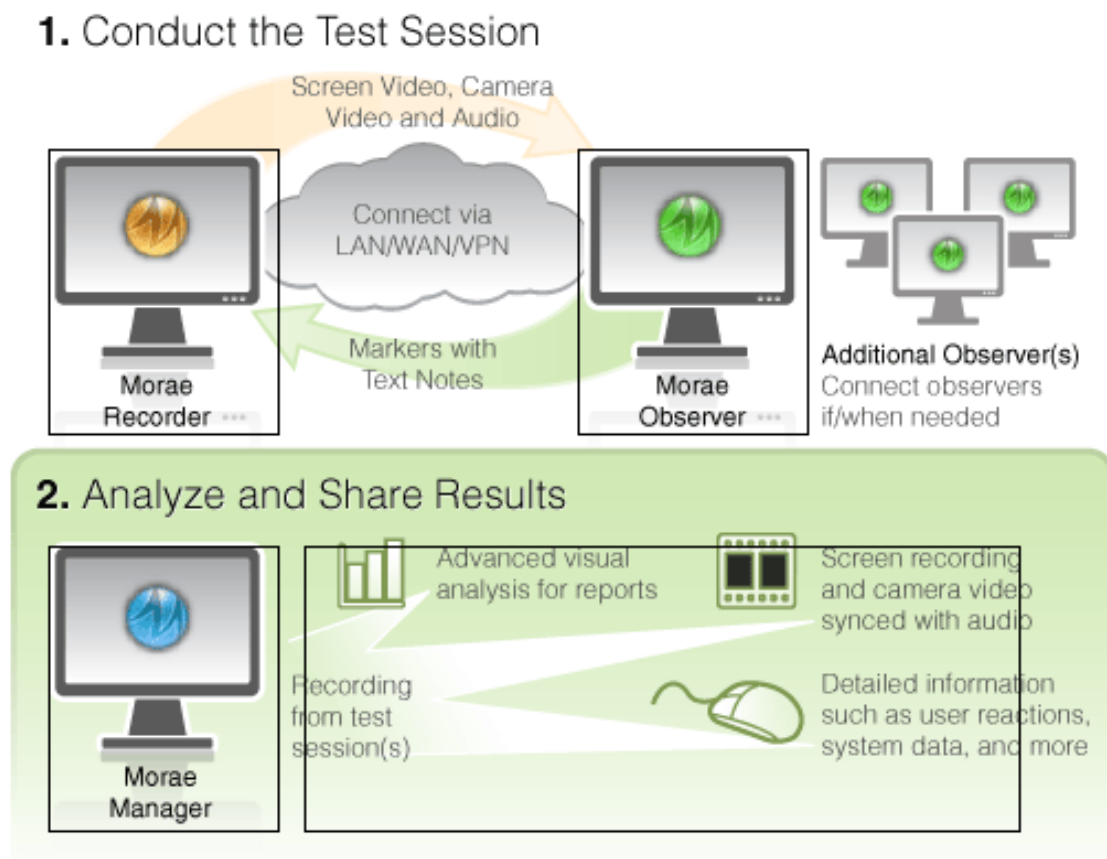 1. Conduct the Test Session
Screen Video, Camera
Video and Audio
Connect via
LAN/WAN/VPN
Markers with
Text Notes
Morae
Recorder
Morae
Observer
Additional Observer(s)
Connect observers
if/when needed
2. Analyze and Share Results
Advanced visual
analysis for reports
Screen recording
and camera video
synced with audio
Recording
from test
session(s)
Detailed information
such as user reactions,
system data, and more
Morae
Manager